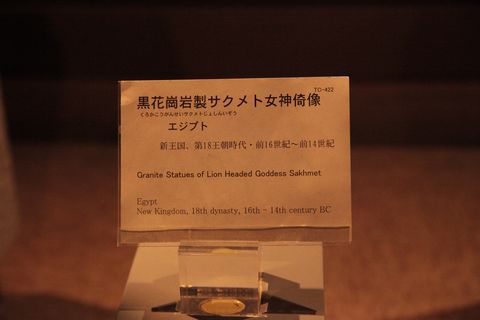 TC-422
黒花崗岩製サクメト女神倚像
くろかこうがんせいサクメトじょしんいぞう
エジプト
新王国、第18王朝時代・前16世紀～前14世紀
Granite Statues of Lion Headed Goddess Sakhmet
Egypt
New Kingdom, 18th dynasty, 16th - 14th century BC